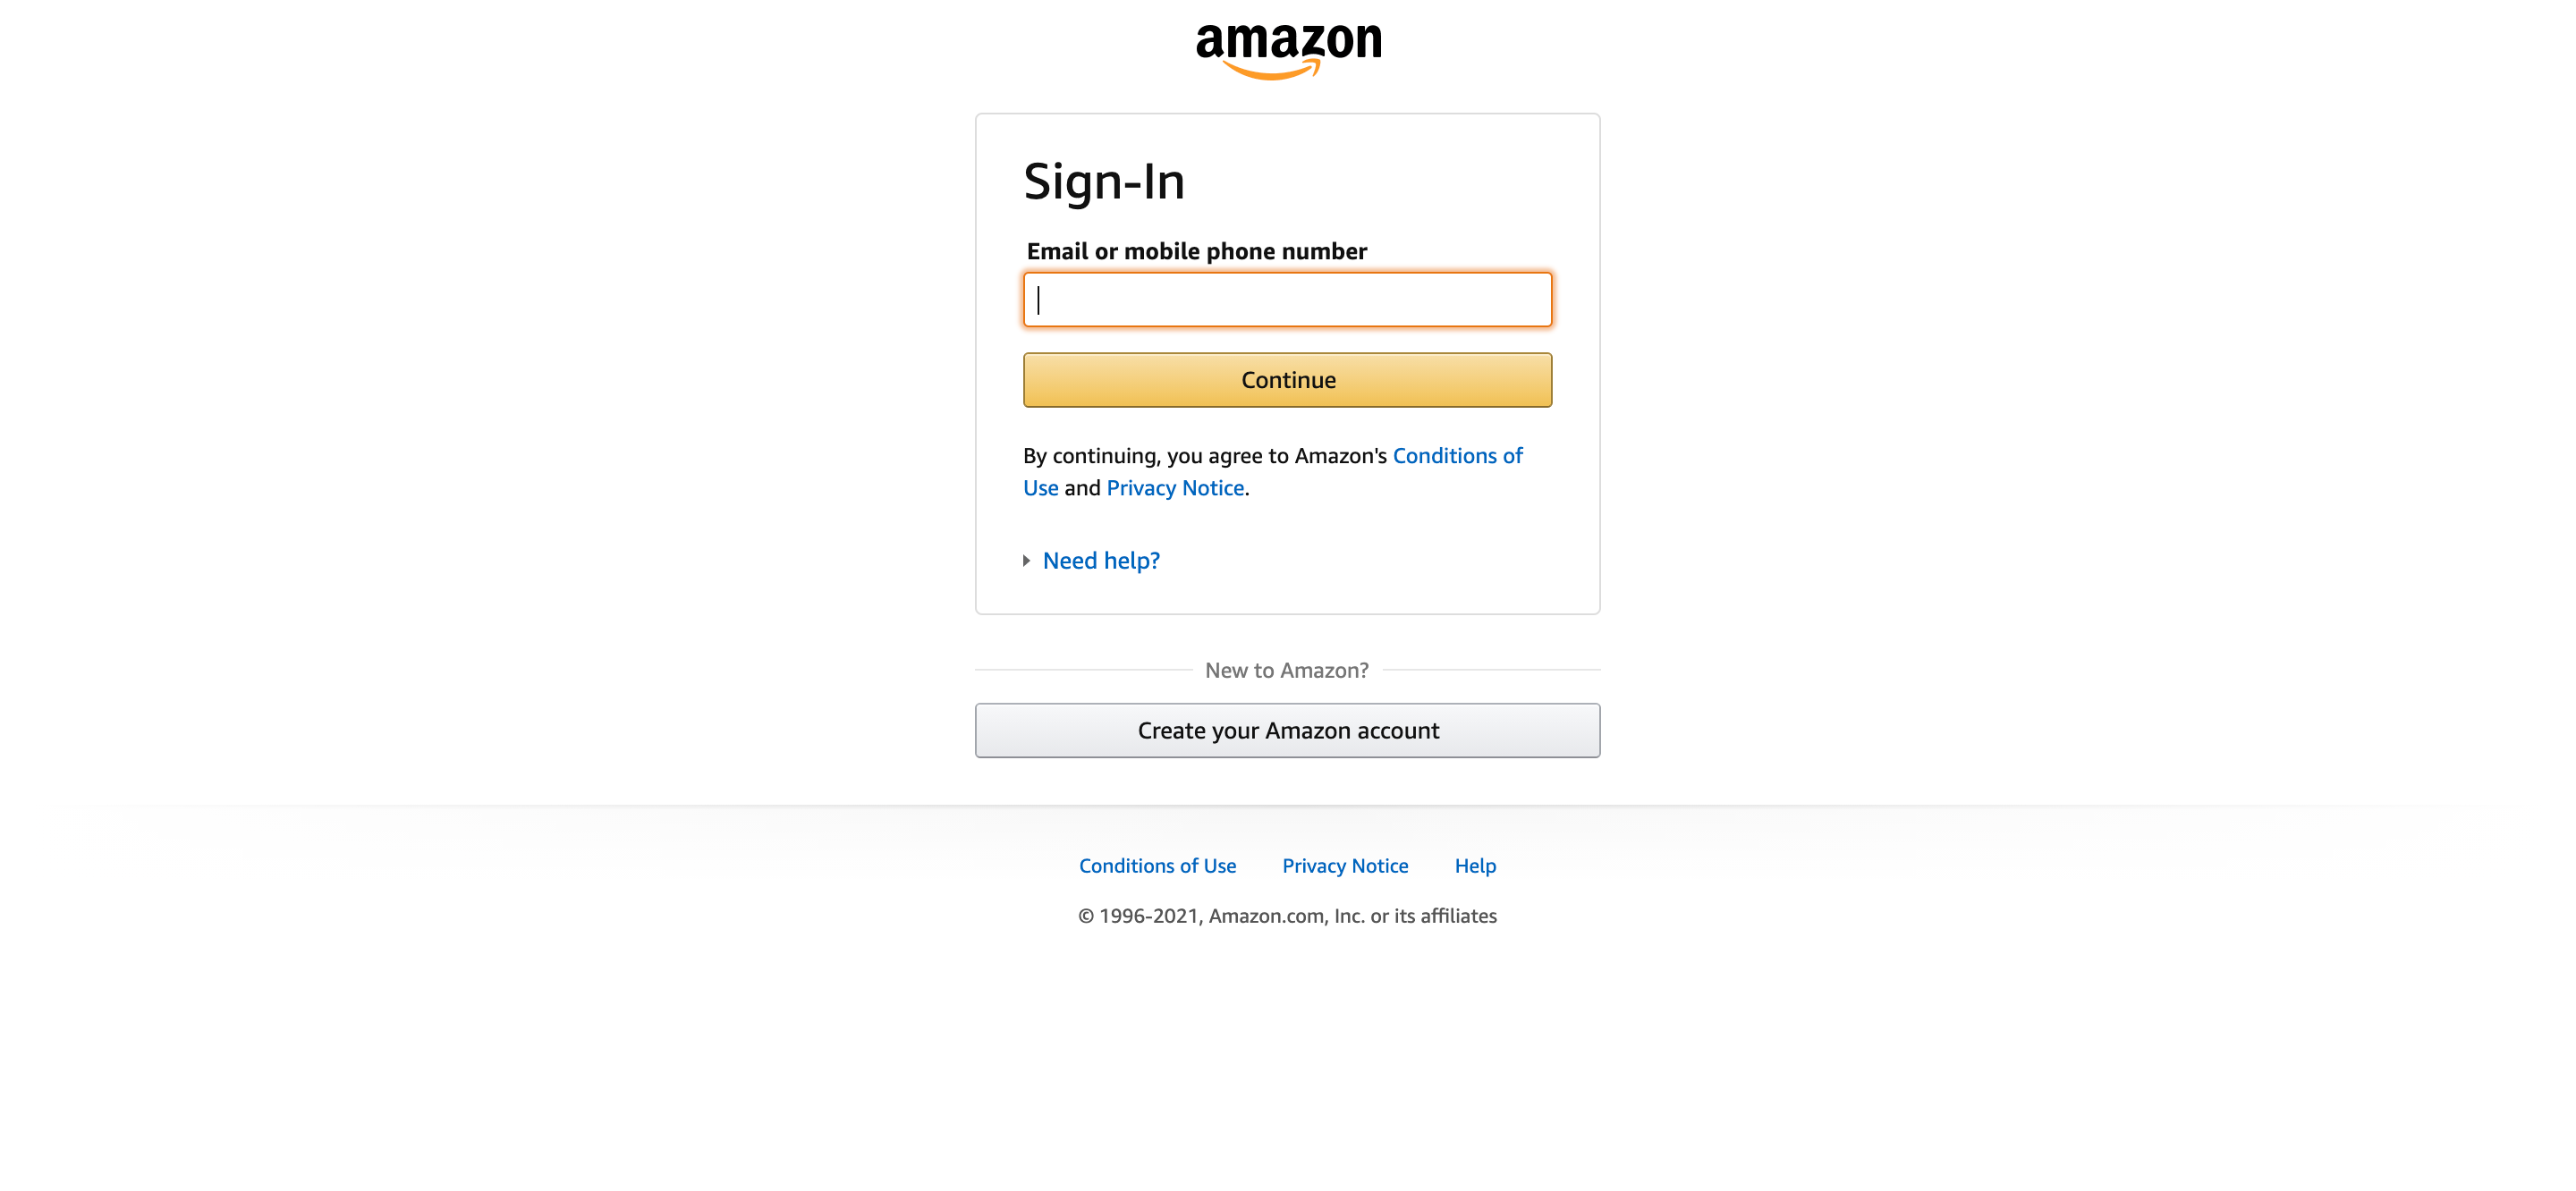 amazon
Sign-In
Email or mobile phone number
Continue
By continuing, you agree to Amazon's Conditions of
Use and Privacy Notice.
Need help?
New to Amazon?
Create your Amazon account
Conditions of Use Privacy Notice Help
© 1996-2021, Amazon.com, Inc. or its affiliates